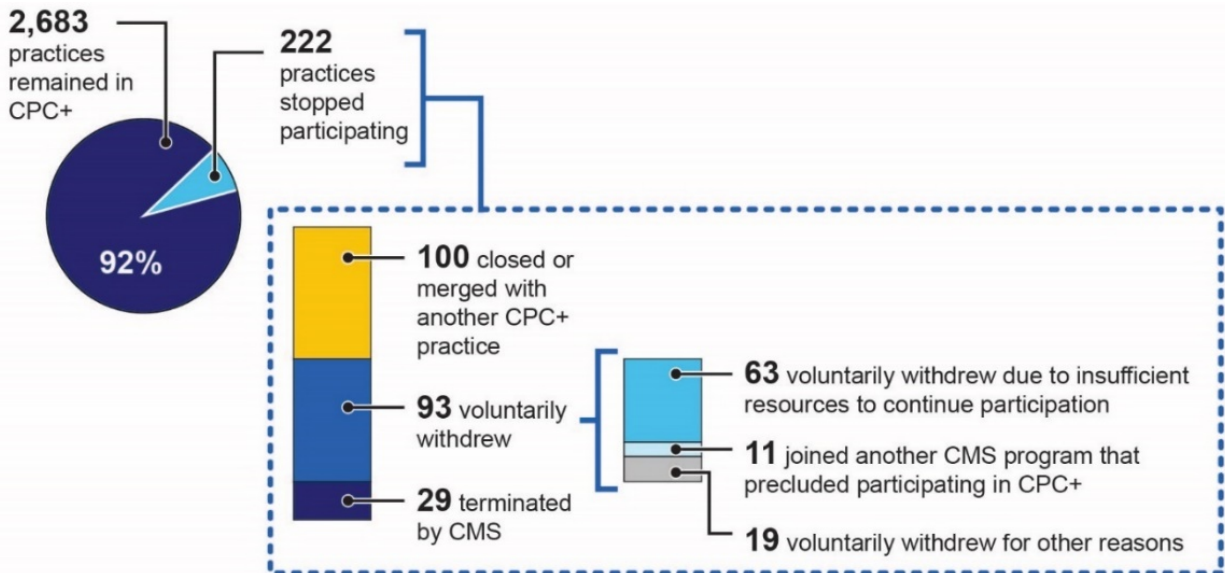 2,683
practices
remained in
CPC+
222
practices
stopped
participating
92%
100 closed or
merged with
another CPC+
practice
93 voluntarily
withdrew
29 terminated
by CMS
63 voluntarily withdrew due to insufficient
resources to continue participation
11 joined another CMS program that
precluded participating in CPC+
19 voluntarily withdrew for other reasons